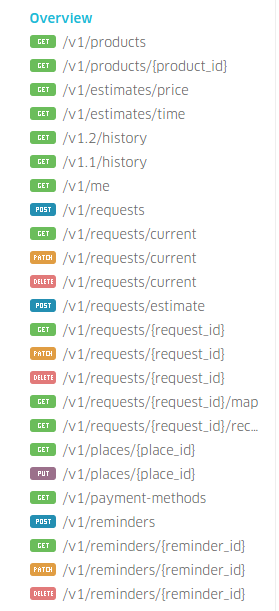 Overview
GET /v1/products
GET /v1/products/{product_id}
GET /v1/estimates/price
GET /v1/estimates/time
GET /v1.2/history
GET /v1.1/history
GET /v1/me
POST /v1/requests
GET /v1/requests/current
PATCH /v1/requests/current
DELETE /v1/requests/current
POST /v1/requests/estimate
GET /v1/requests/{request_id}
PATCH /v1/requests/{request_id}
DELETE /v1/requests/{request_id}
GET /v1/requests/{request_id}/map
GET /v1/requests/{request_id}/rec...
GET /v1/places/{place_id}
PUT /v1/places/{place_id}
GET /v1/payment-methods
POST /v1/reminders
GET /v1/reminders/{reminder_id}
PATCH /v1/reminders/{reminder_id}
DELETE /v1/reminders/{reminder_id}